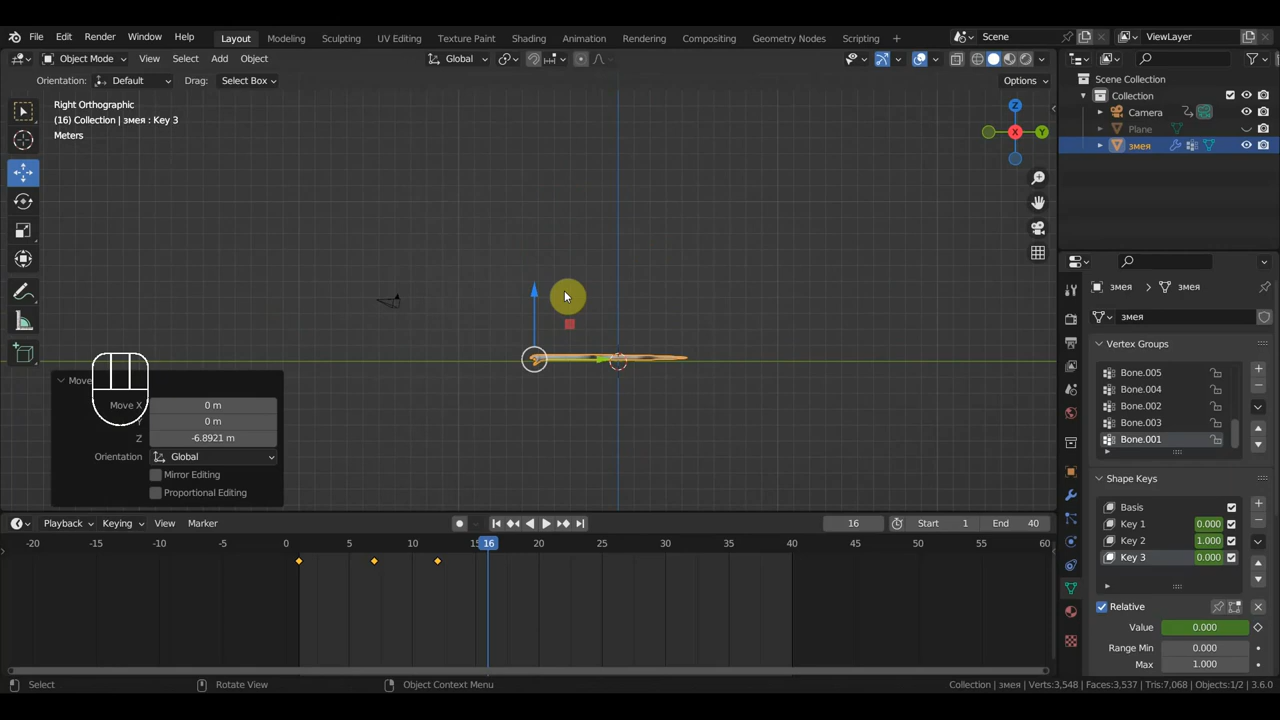 File Edit Render Window Help Layout Modeling Sculpting UV Editing Texture Paint Shading Animation Rendering Compositing Geometry Nodes Scripting + Scene ViewLayer
Object Mode View Select Add Object Global Options
Orientation: Default Drag: Select Box
Right Orthographic
(16) Collection | змея : Key 3
Meters
Z
X
Y
Scene Collection
Collection
Camera
Plane
змея
Move
Move X 0 m
Y 0 m
Z -6.8921 m
Orientation Global
Mirror Editing
Proportional Editing
змея > змея
змея
Vertex Groups
Bone.005
Bone.004
Bone.002
Bone.003
Bone.001
Shape Keys
Basis
Key 1 0.000
Key 2 1.000
Key 3 0.000
Relative
Value 0.000
Range Min 0.000
Max 1.000
Playback Keying View Marker 16 Start 1 End 40
-20 -15 -10 -5 0 5 10 15 16 20 25 30 35 40 45 50 55 60
Select Rotate View Object Context Menu Collection | змея | Verts:3,548 | Faces:3,537 | Tris:7,068 | Objects:1/2 | 3.6.0